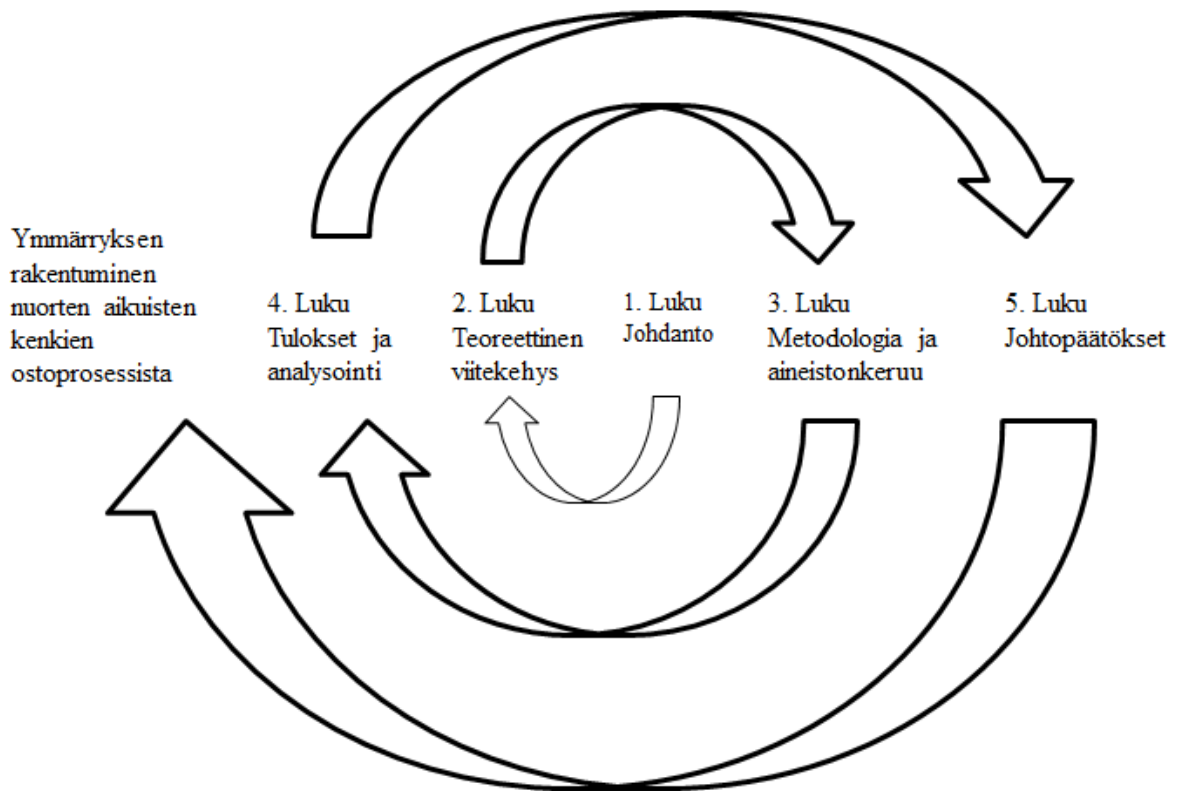 Ymmärryksen
rakentuminen
nuorten aikuisten
kenkien
ostoprosessista
4. Luku
Tulokset ja
analysointi
2. Luku
Teoreettinen
viitekehys
1. Luku
Johdanto
3. Luku
Metodologia ja
aineistonkeruu
5. Luku
Johtopäätökset